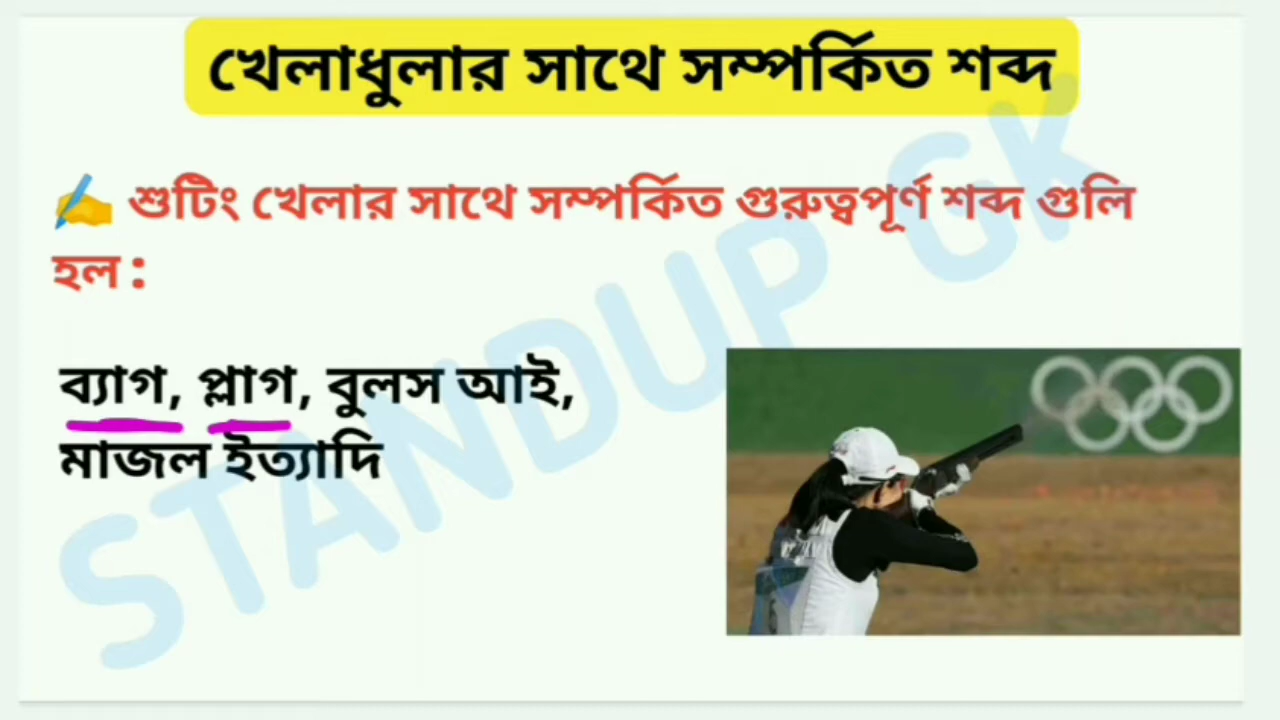 খেলাধুলার সাথে সম্পর্কিত শব্দ
✍️ শুটিং খেলার সাথে সম্পর্কিত গুরুত্বপূর্ণ শব্দ গুলি
হল :
ব্যাগ, প্লাগ, বুলস আই,
মাজল ইত্যাদি
STANDUP GK